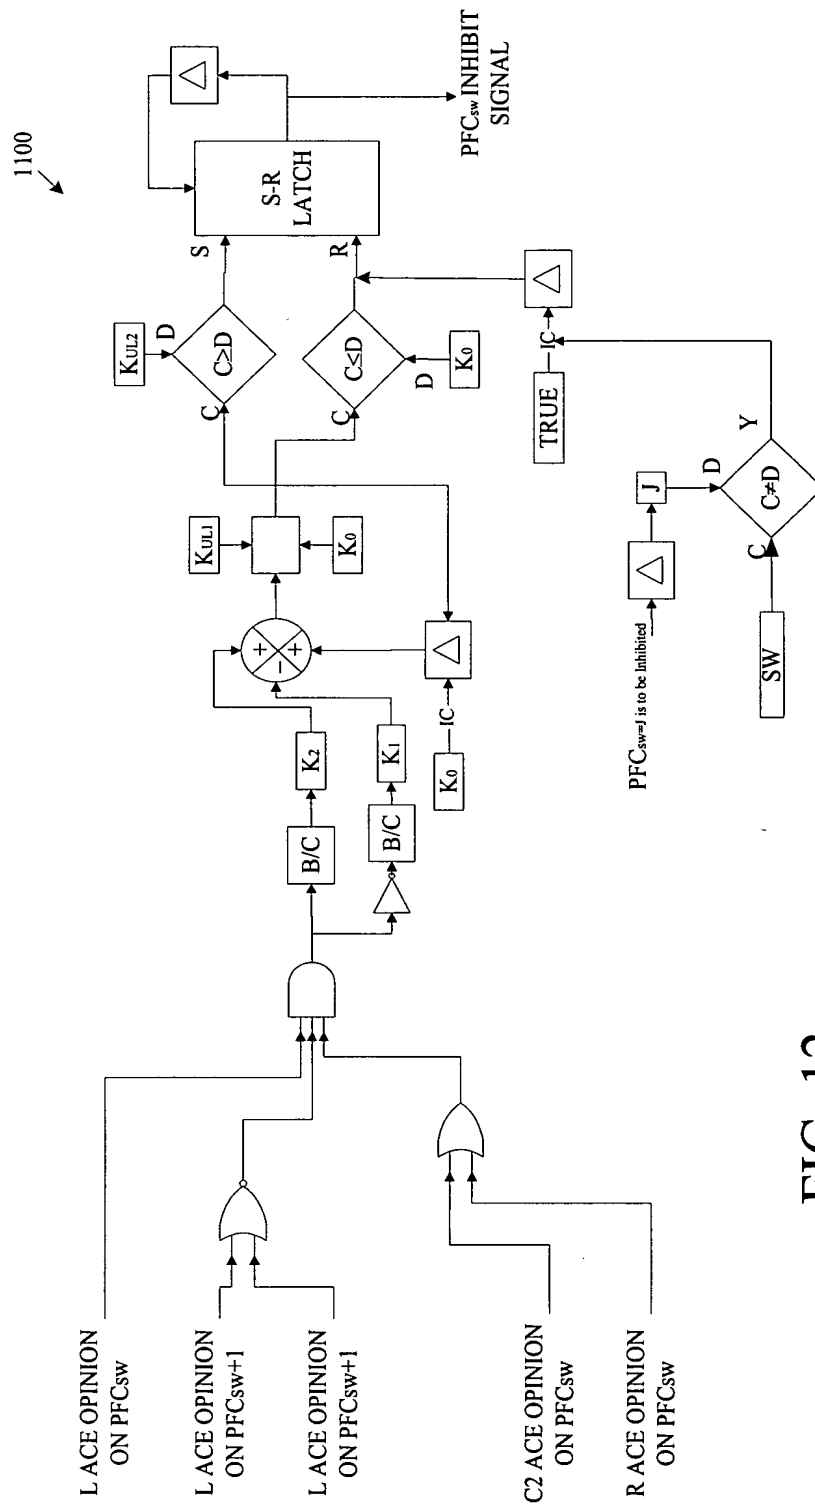 1100
L ACE OPINION
ON PFCsw
L ACE OPINION
ON PFCsw+1
L ACE OPINION
ON PFCsw+1
C2 ACE OPINION
ON PFCsw
R ACE OPINION
ON PFCsw
B/C
B/C
K2
K1
K0
IC
+
-
+
△
KUL1
K0
KUL2
D
C
C>D
S
C
C≤D
D
K0
R
S-R
LATCH
△
PFCsw INHIBIT
SIGNAL
△
IC
TRUE
PFCsw=J is to be Inhibited
△
J
D
SW
C
C≠D
Y
FIG. 12